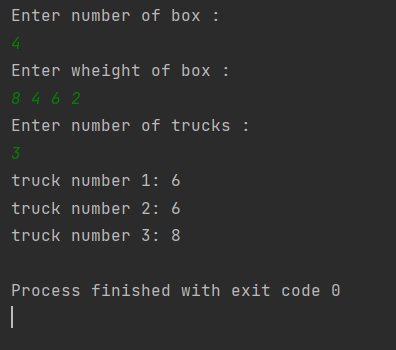 Enter number of box :
4
Enter wheight of box :
8 4 6 2
Enter number of trucks :
3
truck number 1: 6
truck number 2: 6
truck number 3: 8
Process finished with exit code 0